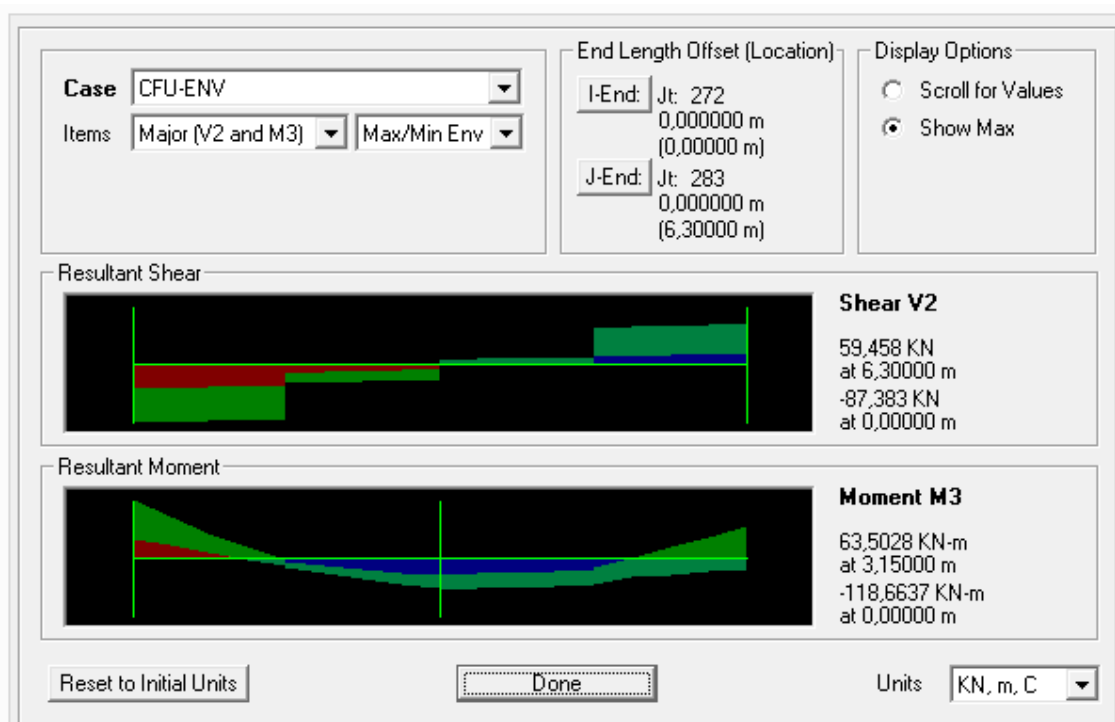 Case CFU-ENV
Items Major (V2 and M3) Max/Min Env
End Length Offset (Location)
I-End: Jt: 272
0,000000 m
(0,00000 m)
J-End: Jt: 283
0,000000 m
(6,30000 m)
Display Options
Scroll for Values
Show Max
Resultant Shear
Shear V2
59,458 KN
at 6,30000 m
-87,383 KN
at 0,00000 m
Resultant Moment
Moment M3
63,5028 KN-m
at 3,15000 m
-118,6637 KN-m
at 0,00000 m
Reset to Initial Units
Done
Units KN, m, C